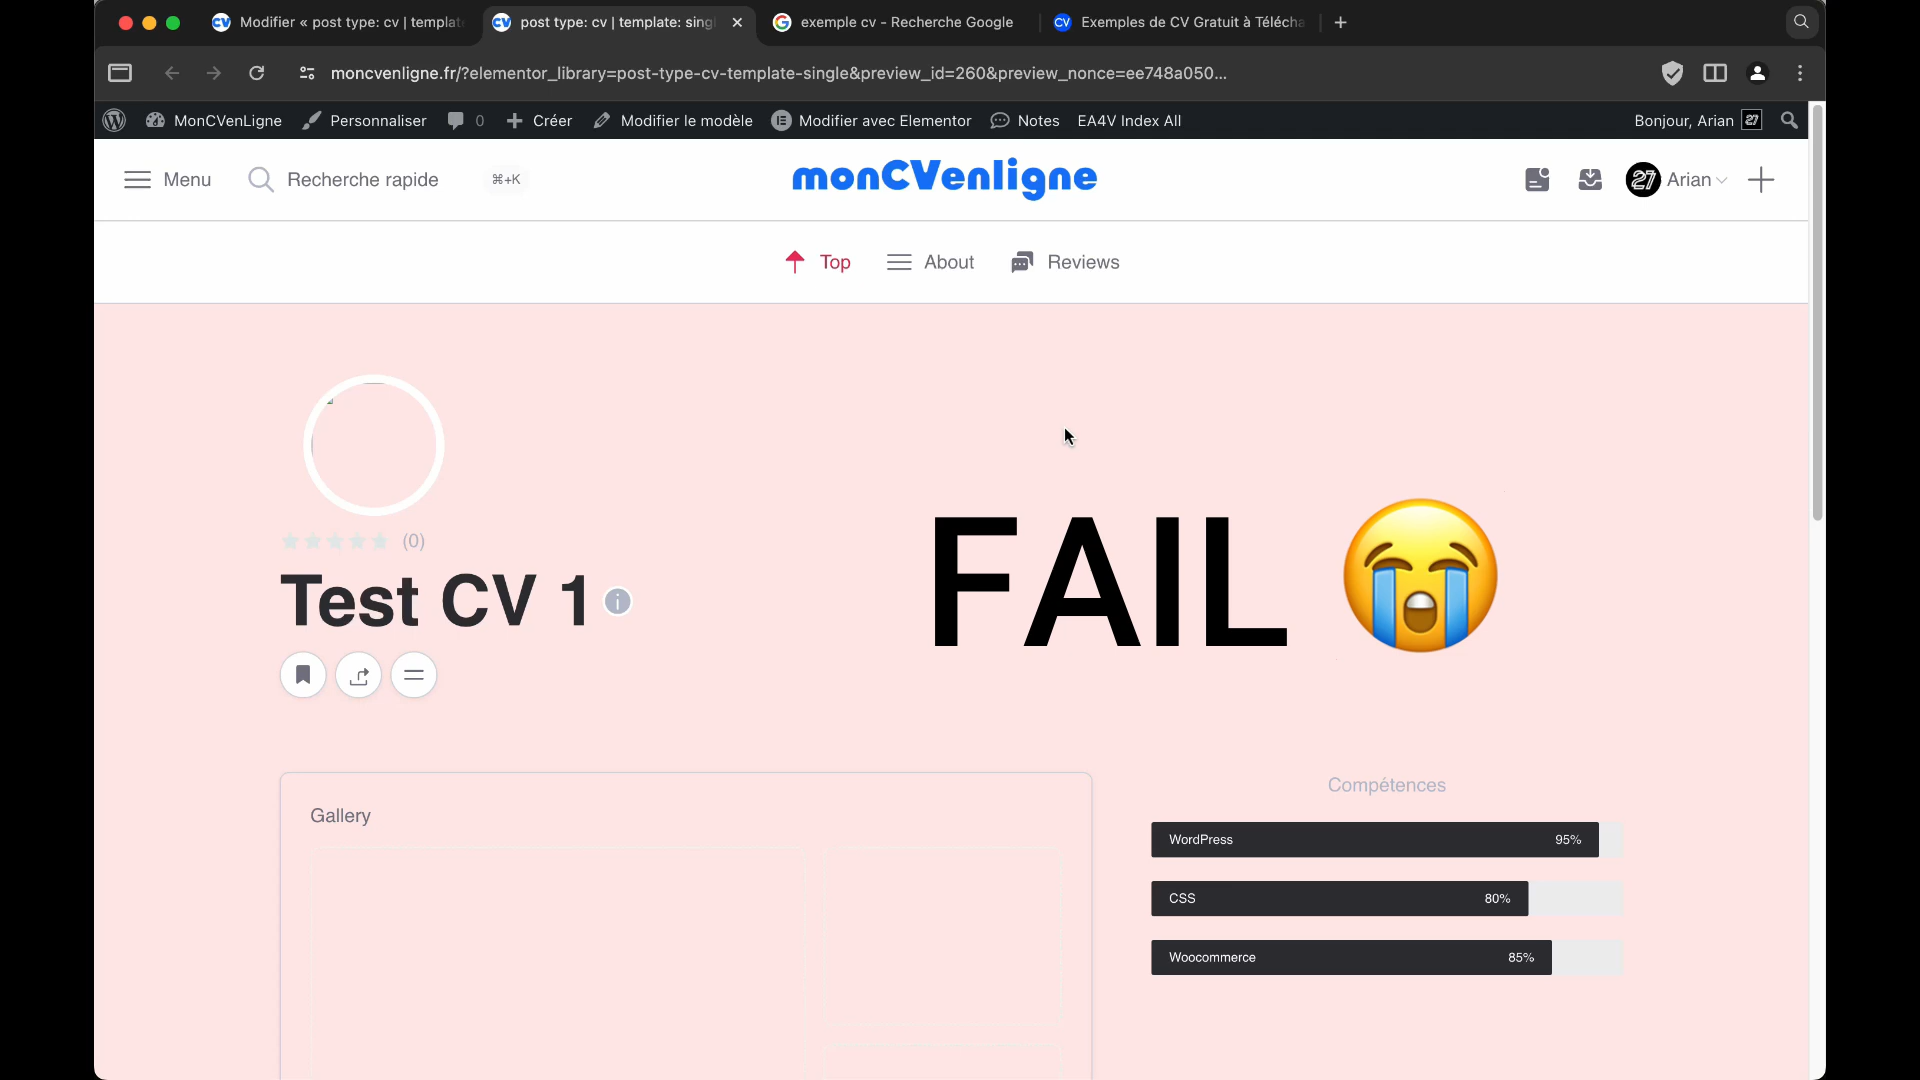 Modifier « post type: cv | templat
post type: cv | template: singl
exemple cv - Recherche Google
Exemples de CV Gratuit à Télécha
moncvenligne.fr/?elementor_library=post-type-cv-template-single&preview_id=260&preview_nonce=ee748a050...
MonCVenLigne
Personnaliser
0
Créer
Modifier le modèle
Modifier avec Elementor
Notes
EA4V Index All
Bonjour, Arian
27
Menu
Recherche rapide
⌘+K
monCVenligne
27
Arian
Top
About
Reviews
(0)
Test CV 1
FAIL 😭
Gallery
Compétences
WordPress 95%
CSS 80%
Woocommerce 85%